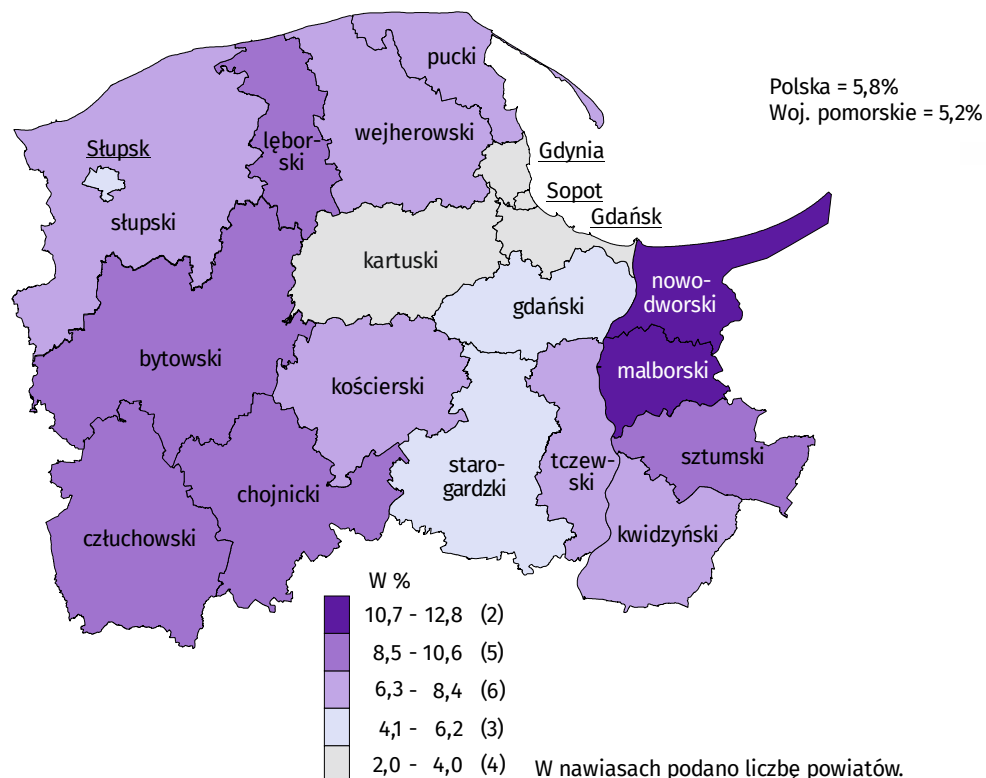 pucki
Polska = 5,8%
Woj. pomorskie = 5,2%
wejherowski
lębor-
ski
Słupsk
Gdynia
Sopot
Gdańsk
słupski
kartuski
nowo-
dworski
gdański
bytowski
kościerski
malborski
staro-
gardzki
tczew-
ski
sztumski
chojnicki
człuchowski
kwidzyński
W %
10,7 - 12,8 (2)
8,5 - 10,6 (5)
6,3 - 8,4 (6)
4,1 - 6,2 (3)
2,0 - 4,0 (4)
W nawiasach podano liczbę powiatów.